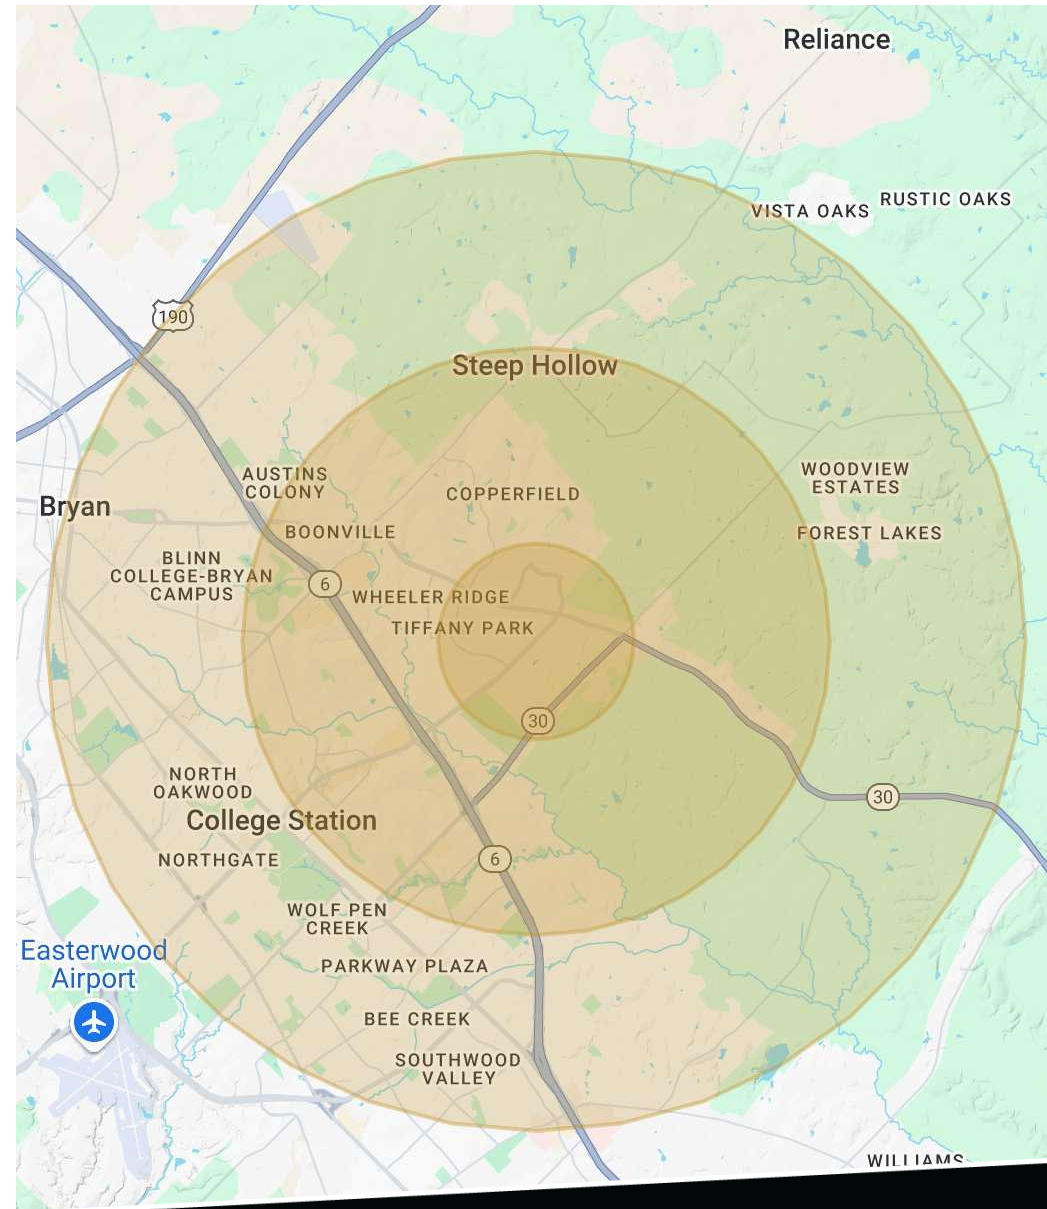 Reliance
VISTA OAKS
RUSTIC OAKS
190
Steep Hollow
AUSTINS
COLONY
COPPERFIELD
WOODVIEW
ESTATES
Bryan
BOONVILLE
FOREST LAKES
BLINN
COLLEGE-BRYAN
CAMPUS
6
WHEELER RIDGE
TIFFANY PARK
30
NORTH
OAKWOOD
30
College Station
NORTHGATE
6
WOLF PEN
CREEK
Easterwood
Airport
PARKWAY PLAZA
BEE CREEK
SOUTHWOOD
VALLEY
WILLIAMS